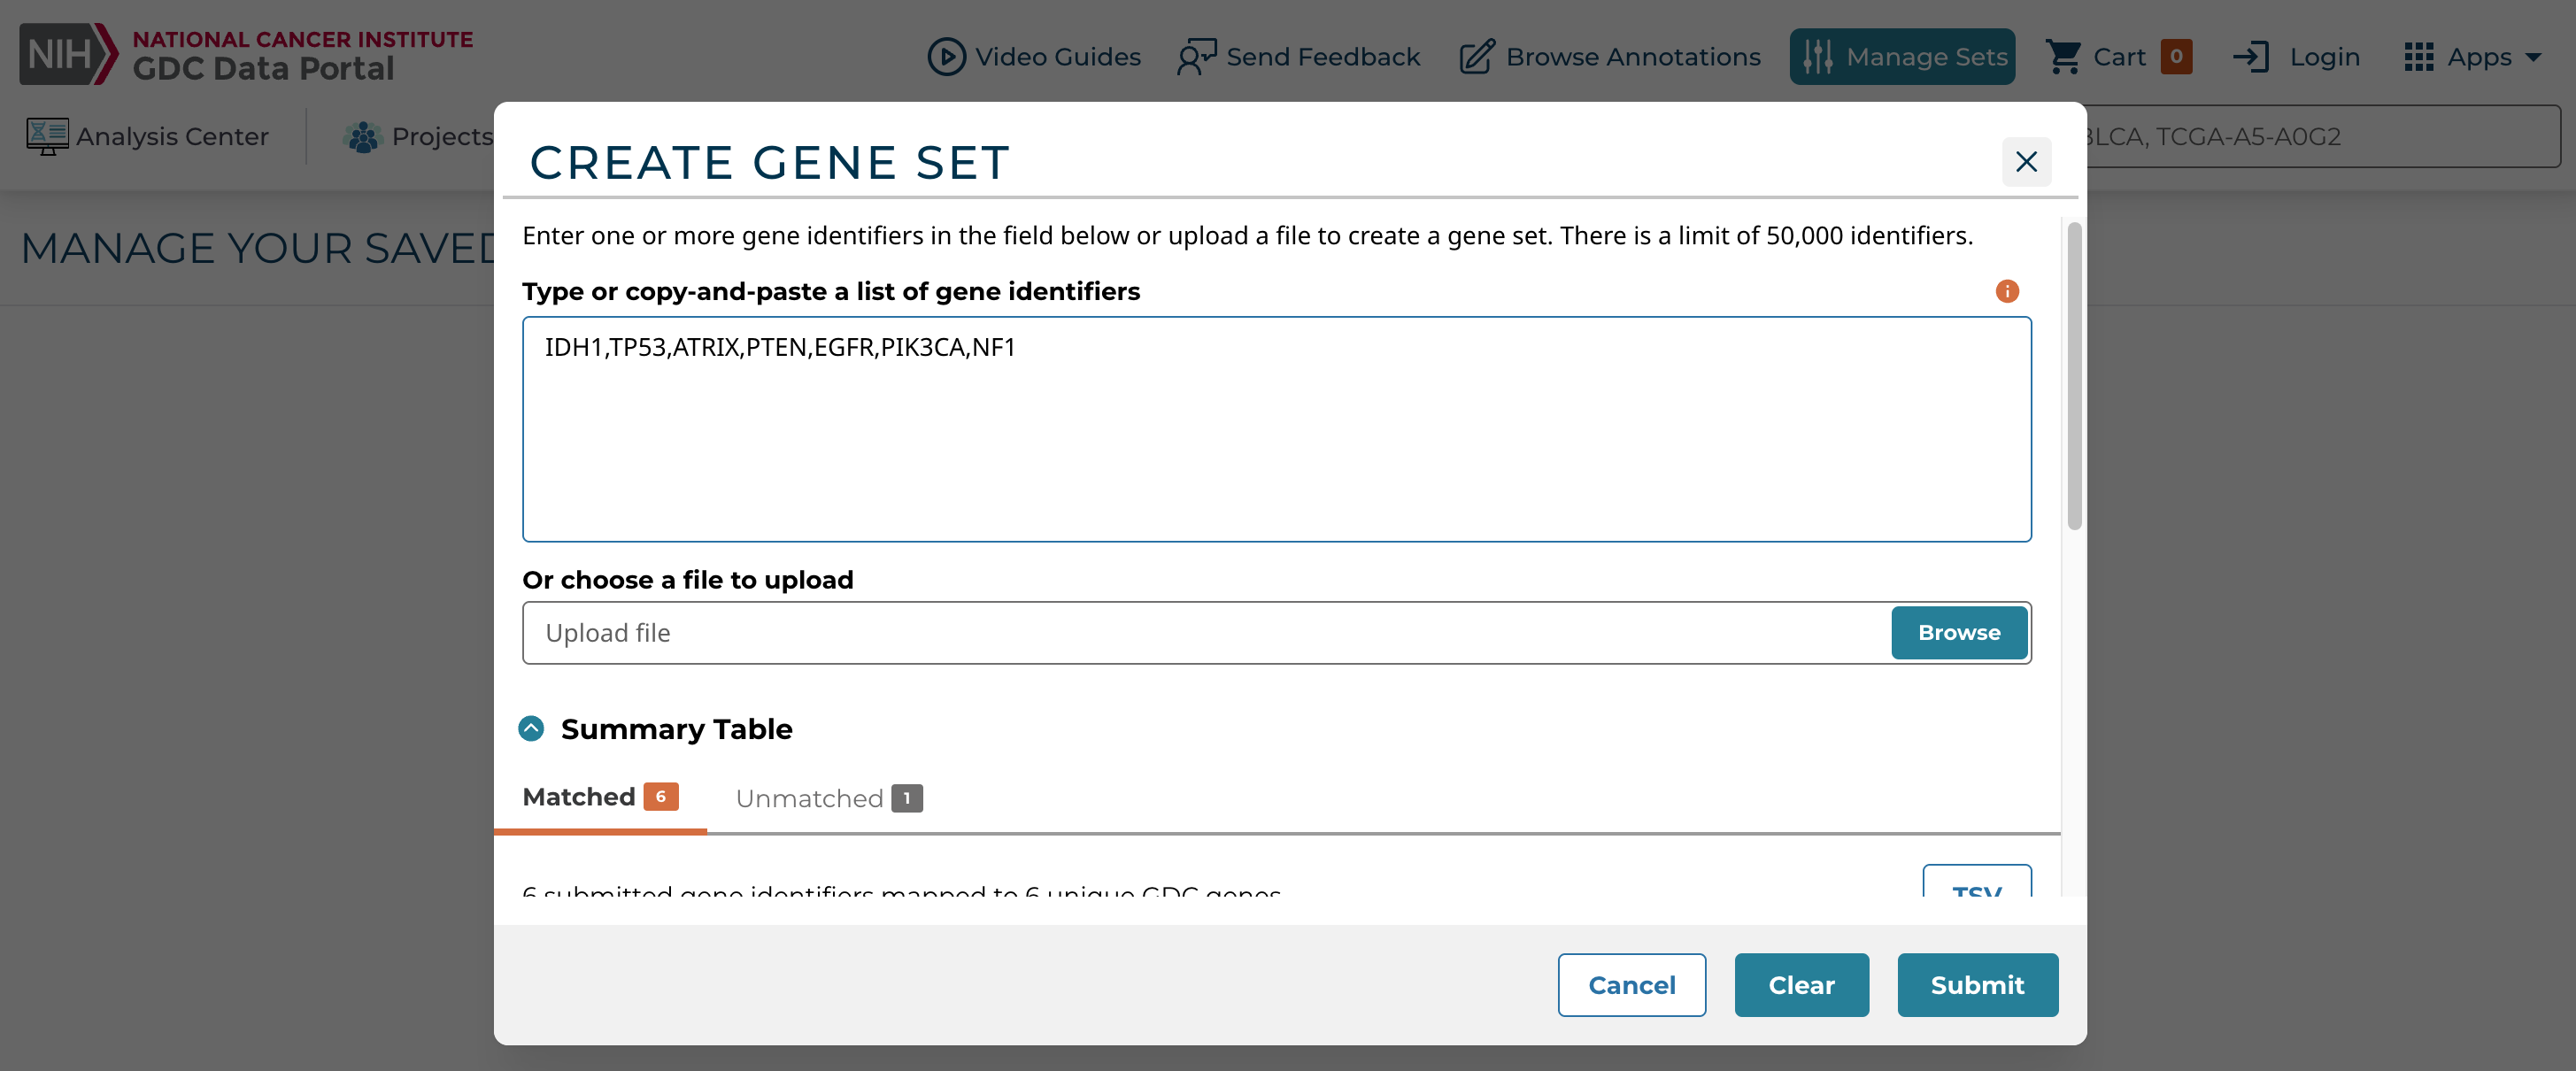 NIH NATIONAL CANCER INSTITUTE
GDC Data Portal
Video Guides
Send Feedback
Browse Annotations
Manage Sets
Cart 0
Login
Apps
Analysis Center
Projects
BLCA, TCGA-A5-A0G2
MANAGE YOUR SAVED
CREATE GENE SET
Enter one or more gene identifiers in the field below or upload a file to create a gene set. There is a limit of 50,000 identifiers.
Type or copy-and-paste a list of gene identifiers
IDH1,TP53,ATRIX,PTEN,EGFR,PIK3CA,NF1
Or choose a file to upload
Upload file
Browse
Summary Table
Matched 6
Unmatched 1
6 submitted gene identifiers mapped to 6 unique GDC genes
TSV
Cancel
Clear
Submit